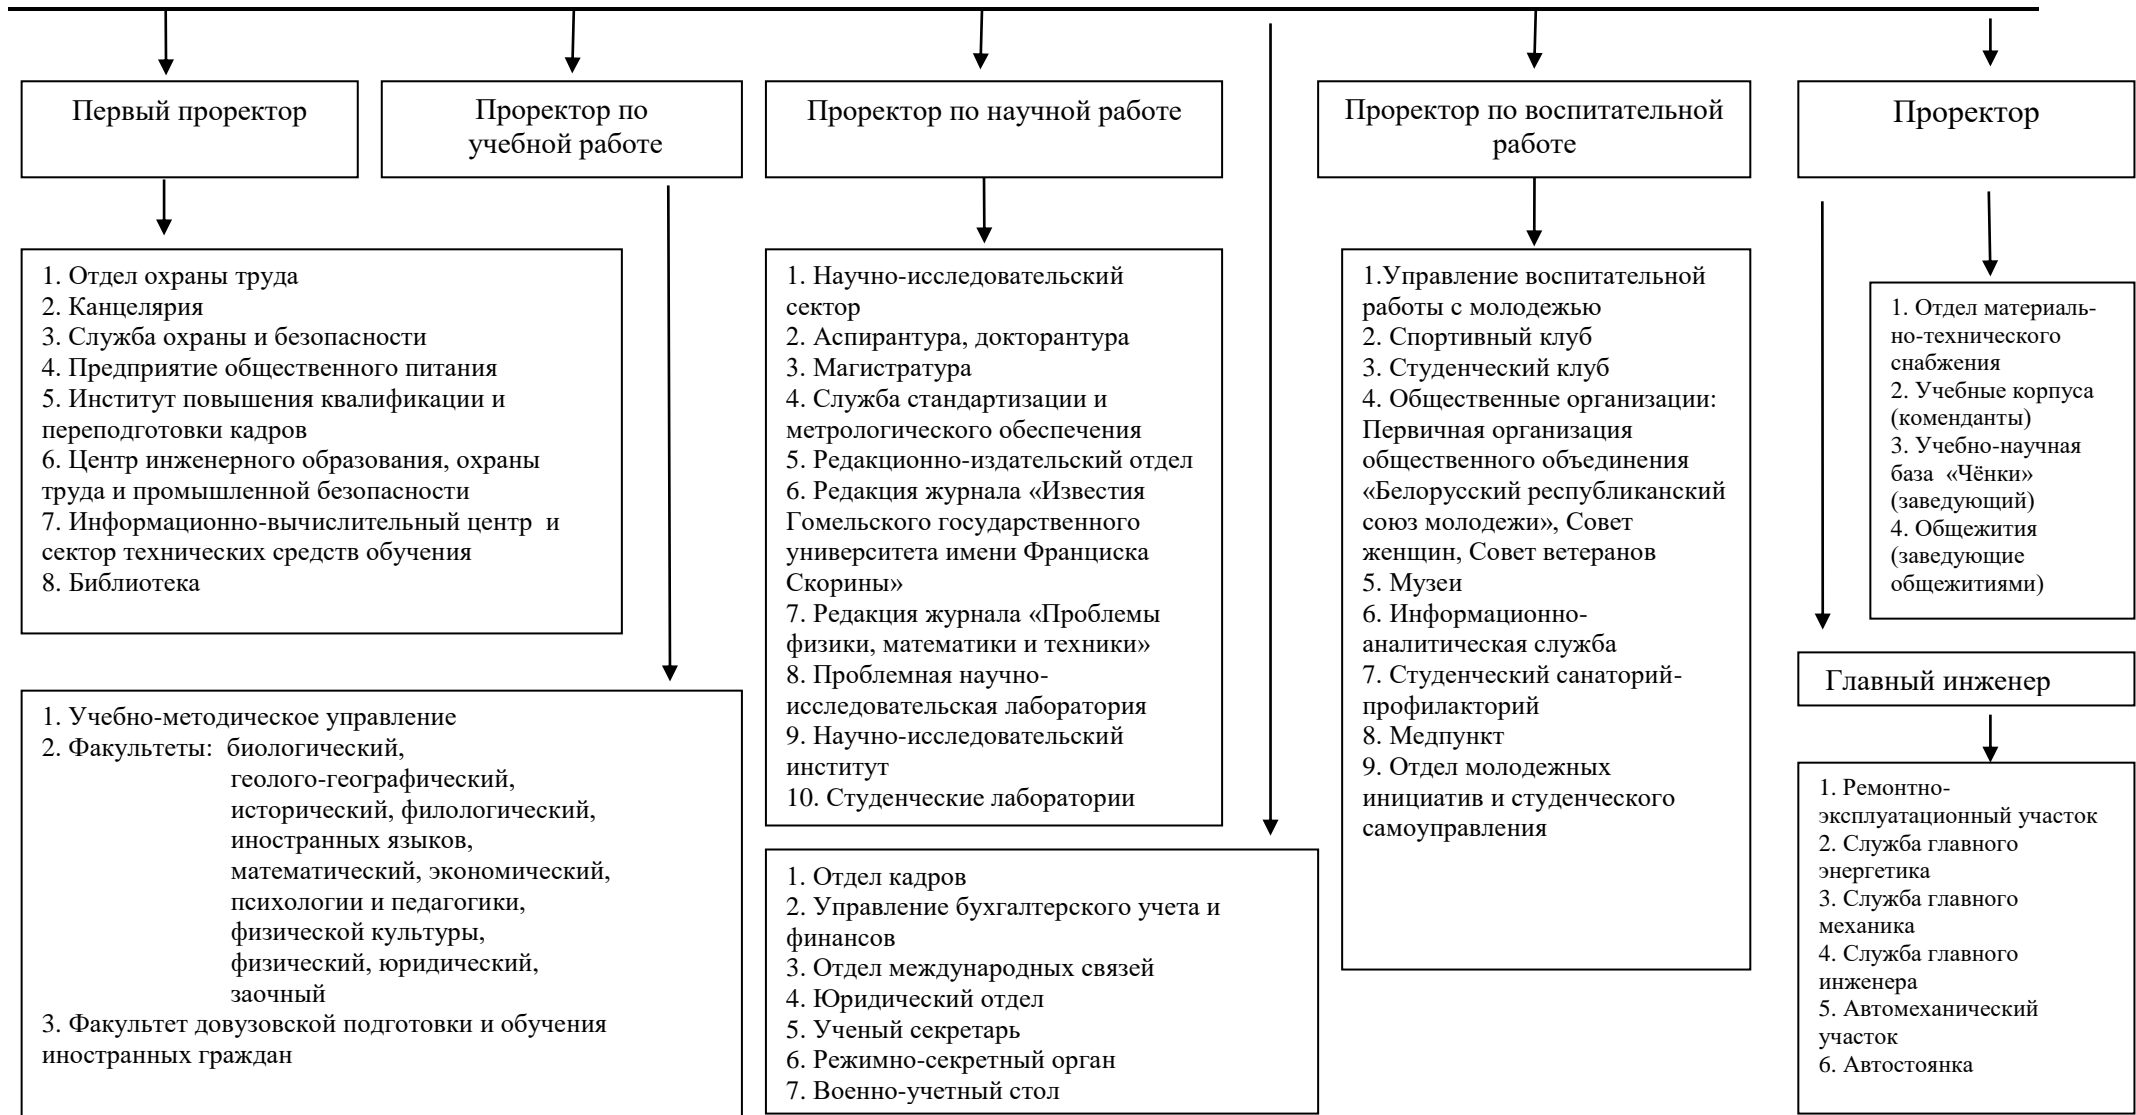 Первый проректор
Проректор по
учебной работе
Проректор по научной работе
Проректор по воспитательной
работе
Проректор
1. Отдел охраны труда
2. Канцелярия
3. Служба охраны и безопасности
4. Предприятие общественного питания
5. Институт повышения квалификации и
переподготовки кадров
6. Центр инженерного образования, охраны
труда и промышленной безопасности
7. Информационно-вычислительный центр и
сектор технических средств обучения
8. Библиотека
1. Учебно-методическое управление
2. Факультеты: биологический,
геолого-географический,
исторический, филологический,
иностранных языков,
математический, экономический,
психологии и педагогики,
физической культуры,
физический, юридический,
заочный
3. Факультет довузовской подготовки и обучения
иностранных граждан
1. Научно-исследовательский
сектор
2. Аспирантура, докторантура
3. Магистратура
4. Служба стандартизации и
метрологического обеспечения
5. Редакционно-издательский отдел
6. Редакция журнала «Известия
Гомельского государственного
университета имени Франциска
Скорины»
7. Редакция журнала «Проблемы
физики, математики и техники»
8. Проблемная научно-
исследовательская лаборатория
9. Научно-исследовательский
институт
10. Студенческие лаборатории
1. Отдел кадров
2. Управление бухгалтерского учета и
финансов
3. Отдел международных связей
4. Юридический отдел
5. Ученый секретарь
6. Режимно-секретный орган
7. Военно-учетный стол
1.Управление воспитательной
работы с молодежью
2. Спортивный клуб
3. Студенческий клуб
4. Общественные организации:
Первичная организация
общественного объединения
«Белорусский республиканский
союз молодежи», Совет
женщин, Совет ветеранов
5. Музеи
6. Информационно-
аналитическая служба
7. Студенческий санаторий-
профилакторий
8. Медпункт
9. Отдел молодежных
инициатив и студенческого
самоуправления
1. Отдел материаль-
но-технического
снабжения
2. Учебные корпуса
(коменданты)
3. Учебно-научная
база «Чёнки»
(заведующий)
4. Общежития
(заведующие
общежитиями)
Главный инженер
1. Ремонтно-
эксплуатационный участок
2. Служба главного
энергетика
3. Служба главного
механика
4. Служба главного
инженера
5. Автомеханический
участок
6. Автостоянка